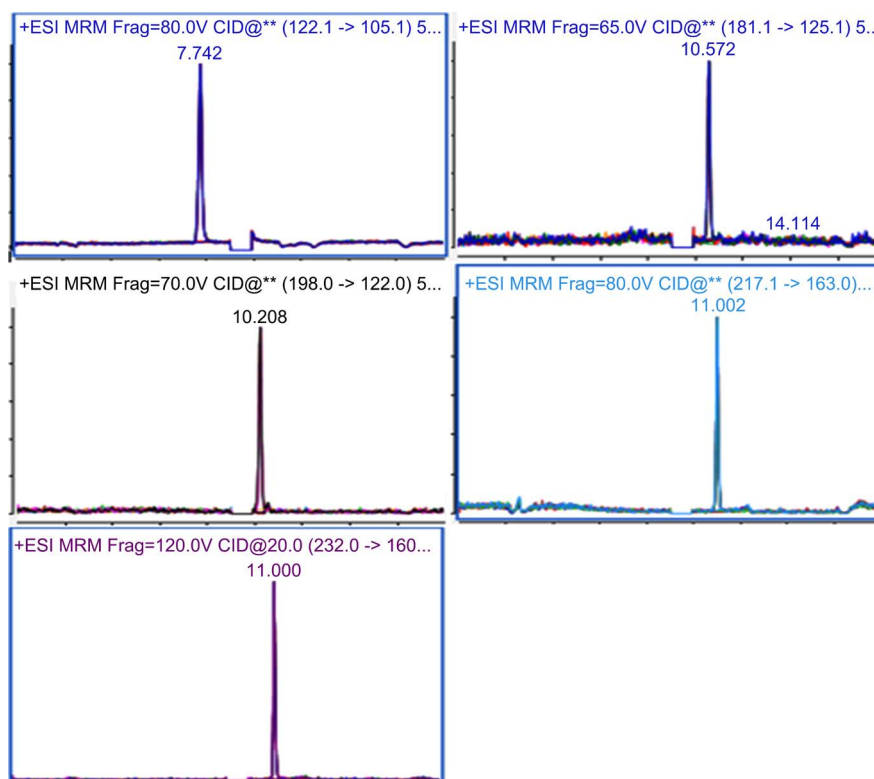 +ESI MRM Frag=80.0V CID@** (122.1 -> 105.1) 5...
7.742
+ESI MRM Frag=65.0V CID@** (181.1 -> 125.1) 5..
10.572
14.114
+ESI MRM Frag=70.0V CID@** (198.0 -> 122.0) 5...
10.208
+ESI MRM Frag=80.0V CID@** (217.1 -> 163.0)...
11.002
+ESI MRM Frag=120.0V CID@20.0 (232.0 -> 160...
11.000